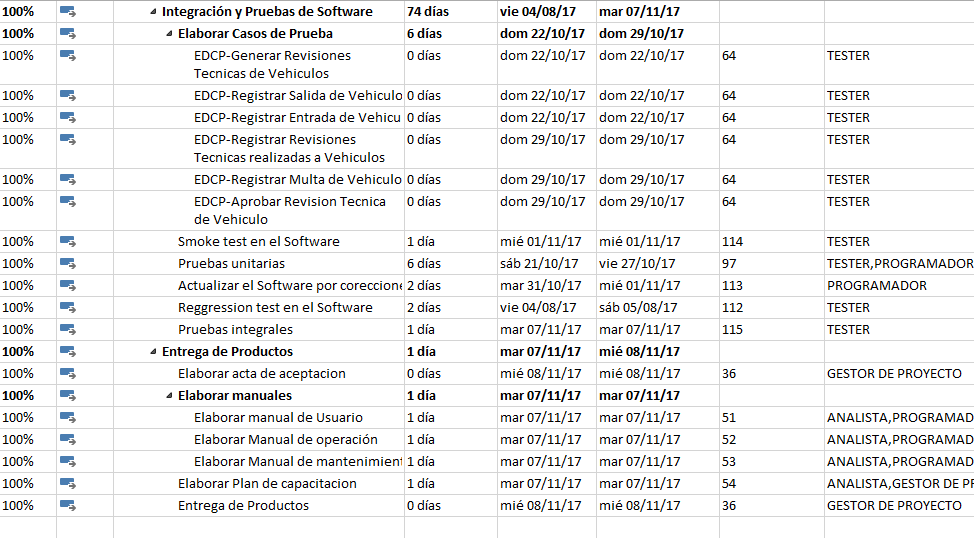 100% Integración y Pruebas de Software 74 días vie 04/08/17 mar 07/11/17
100% Elaborar Casos de Prueba 6 días dom 22/10/17 dom 29/10/17
100% EDCP-Generar Revisiones 0 días dom 22/10/17 dom 22/10/17 64 TESTER
Tecnicas de Vehiculos
100% EDCP-Registrar Salida de Vehiculo 0 días dom 22/10/17 dom 22/10/17 64 TESTER
100% EDCP-Registrar Entrada de Vehicu 0 días dom 22/10/17 dom 22/10/17 64 TESTER
100% EDCP-Registrar Revisiones 0 días dom 29/10/17 dom 29/10/17 64 TESTER
Tecnicas realizadas a Vehiculos
100% EDCP-Registrar Multa de Vehiculo 0 días dom 29/10/17 dom 29/10/17 64 TESTER
100% EDCP-Aprobar Revision Tecnica 0 días dom 29/10/17 dom 29/10/17 64 TESTER
de Vehiculo
100% Smoke test en el Software 1 día mié 01/11/17 mié 01/11/17 114 TESTER
100% Pruebas unitarias 6 días sáb 21/10/17 vie 27/10/17 97 TESTER,PROGRAMADOR
100% Actualizar el Software por coreccione 2 días mar 31/10/17 mié 01/11/17 113 PROGRAMADOR
100% Reggression test en el Software 2 días vie 04/08/17 sáb 05/08/17 112 TESTER
100% Pruebas integrales 1 día mar 07/11/17 mar 07/11/17 115 TESTER
100% Entrega de Productos 1 día mar 07/11/17 mié 08/11/17
100% Elaborar acta de aceptacion 0 días mié 08/11/17 mié 08/11/17 36 GESTOR DE PROYECTO
100% Elaborar manuales 1 día mar 07/11/17 mar 07/11/17
100% Elaborar manual de Usuario 1 día mar 07/11/17 mar 07/11/17 51 ANALISTA,PROGRAMAD
100% Elaborar Manual de operación 1 día mar 07/11/17 mar 07/11/17 52 ANALISTA,PROGRAMAD
100% Elaborar Manual de mantenimien 1 día mar 07/11/17 mar 07/11/17 53 ANALISTA,PROGRAMAD
100% Elaborar Plan de capacitacion 1 día mar 07/11/17 mar 07/11/17 54 ANALISTA,GESTOR DE PR
100% Entrega de Productos 0 días mié 08/11/17 mié 08/11/17 36 GESTOR DE PROYECTO